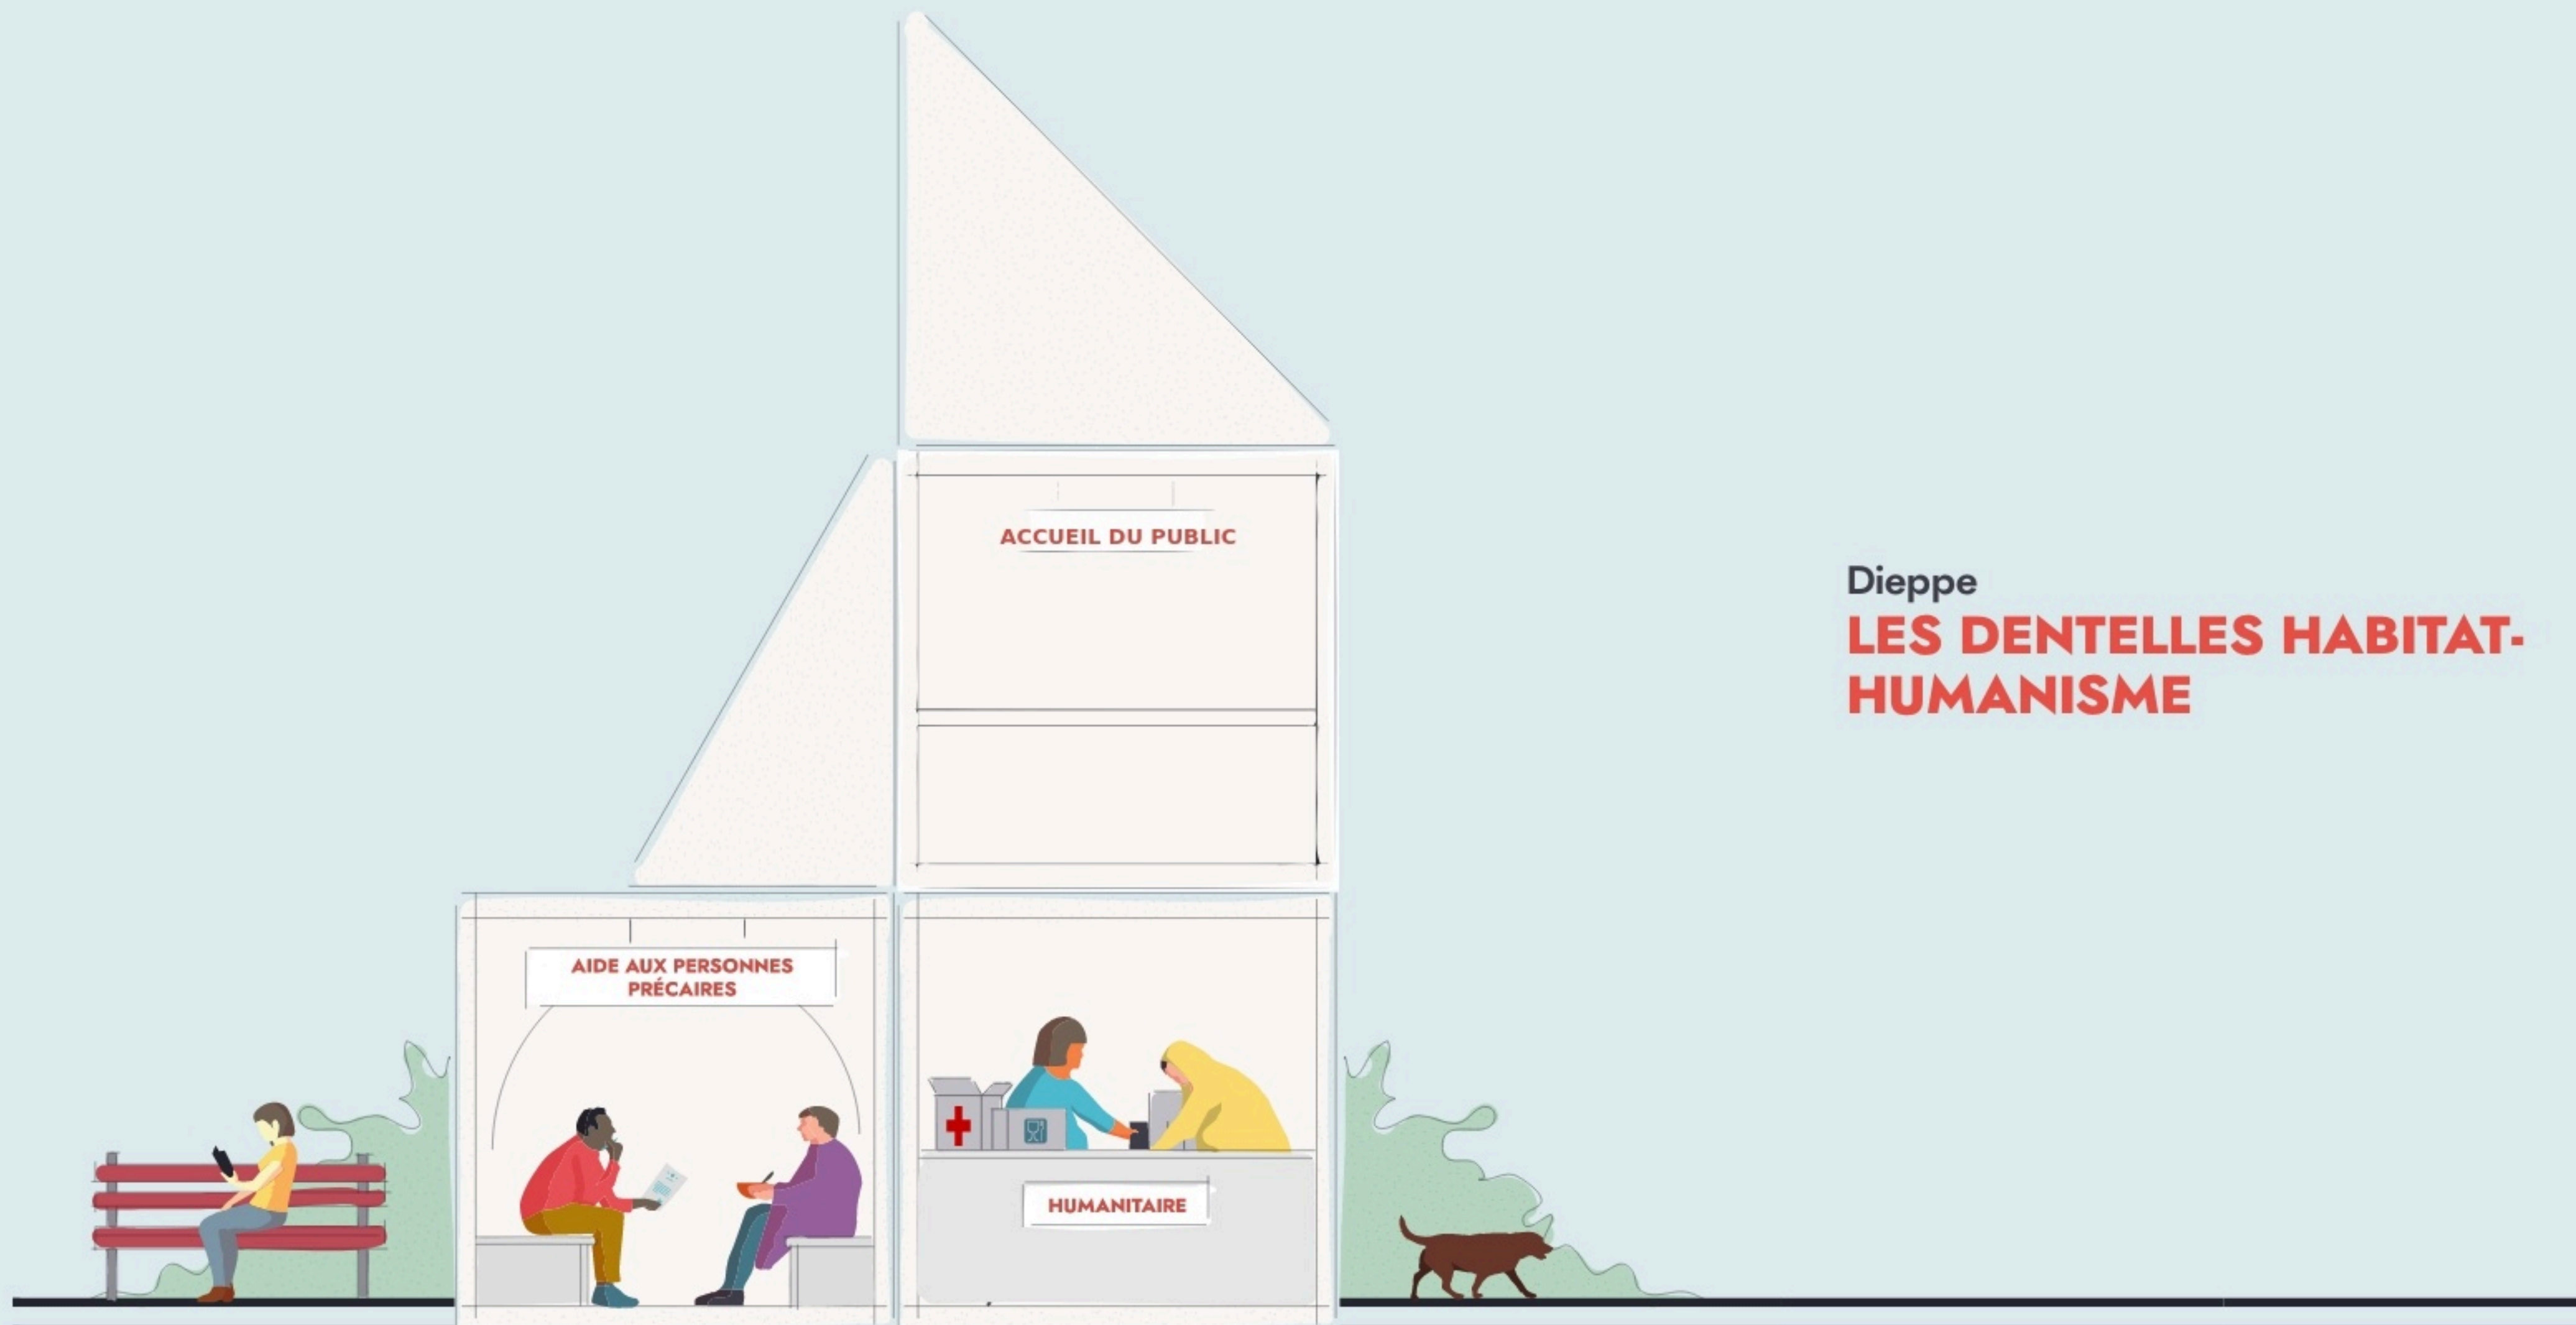 ACCUEIL DU PUBLIC
Dieppe
LES DENTELLES HABITAT-
HUMANISME
AIDE AUX PERSONNES
PRÉCAIRES
HUMANITAIRE